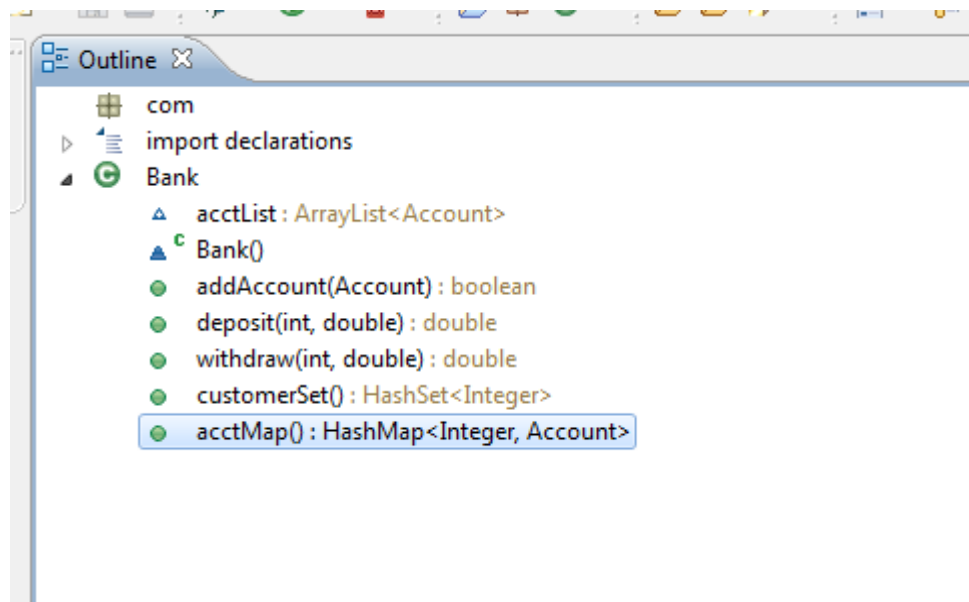 Outline
com
import declarations
Bank
acctList : ArrayList<Account>
C Bank()
addAccount(Account) : boolean
deposit(int, double) : double
withdraw(int, double) : double
customerSet() : HashSet<Integer>
acctMap() : HashMap<Integer, Account>